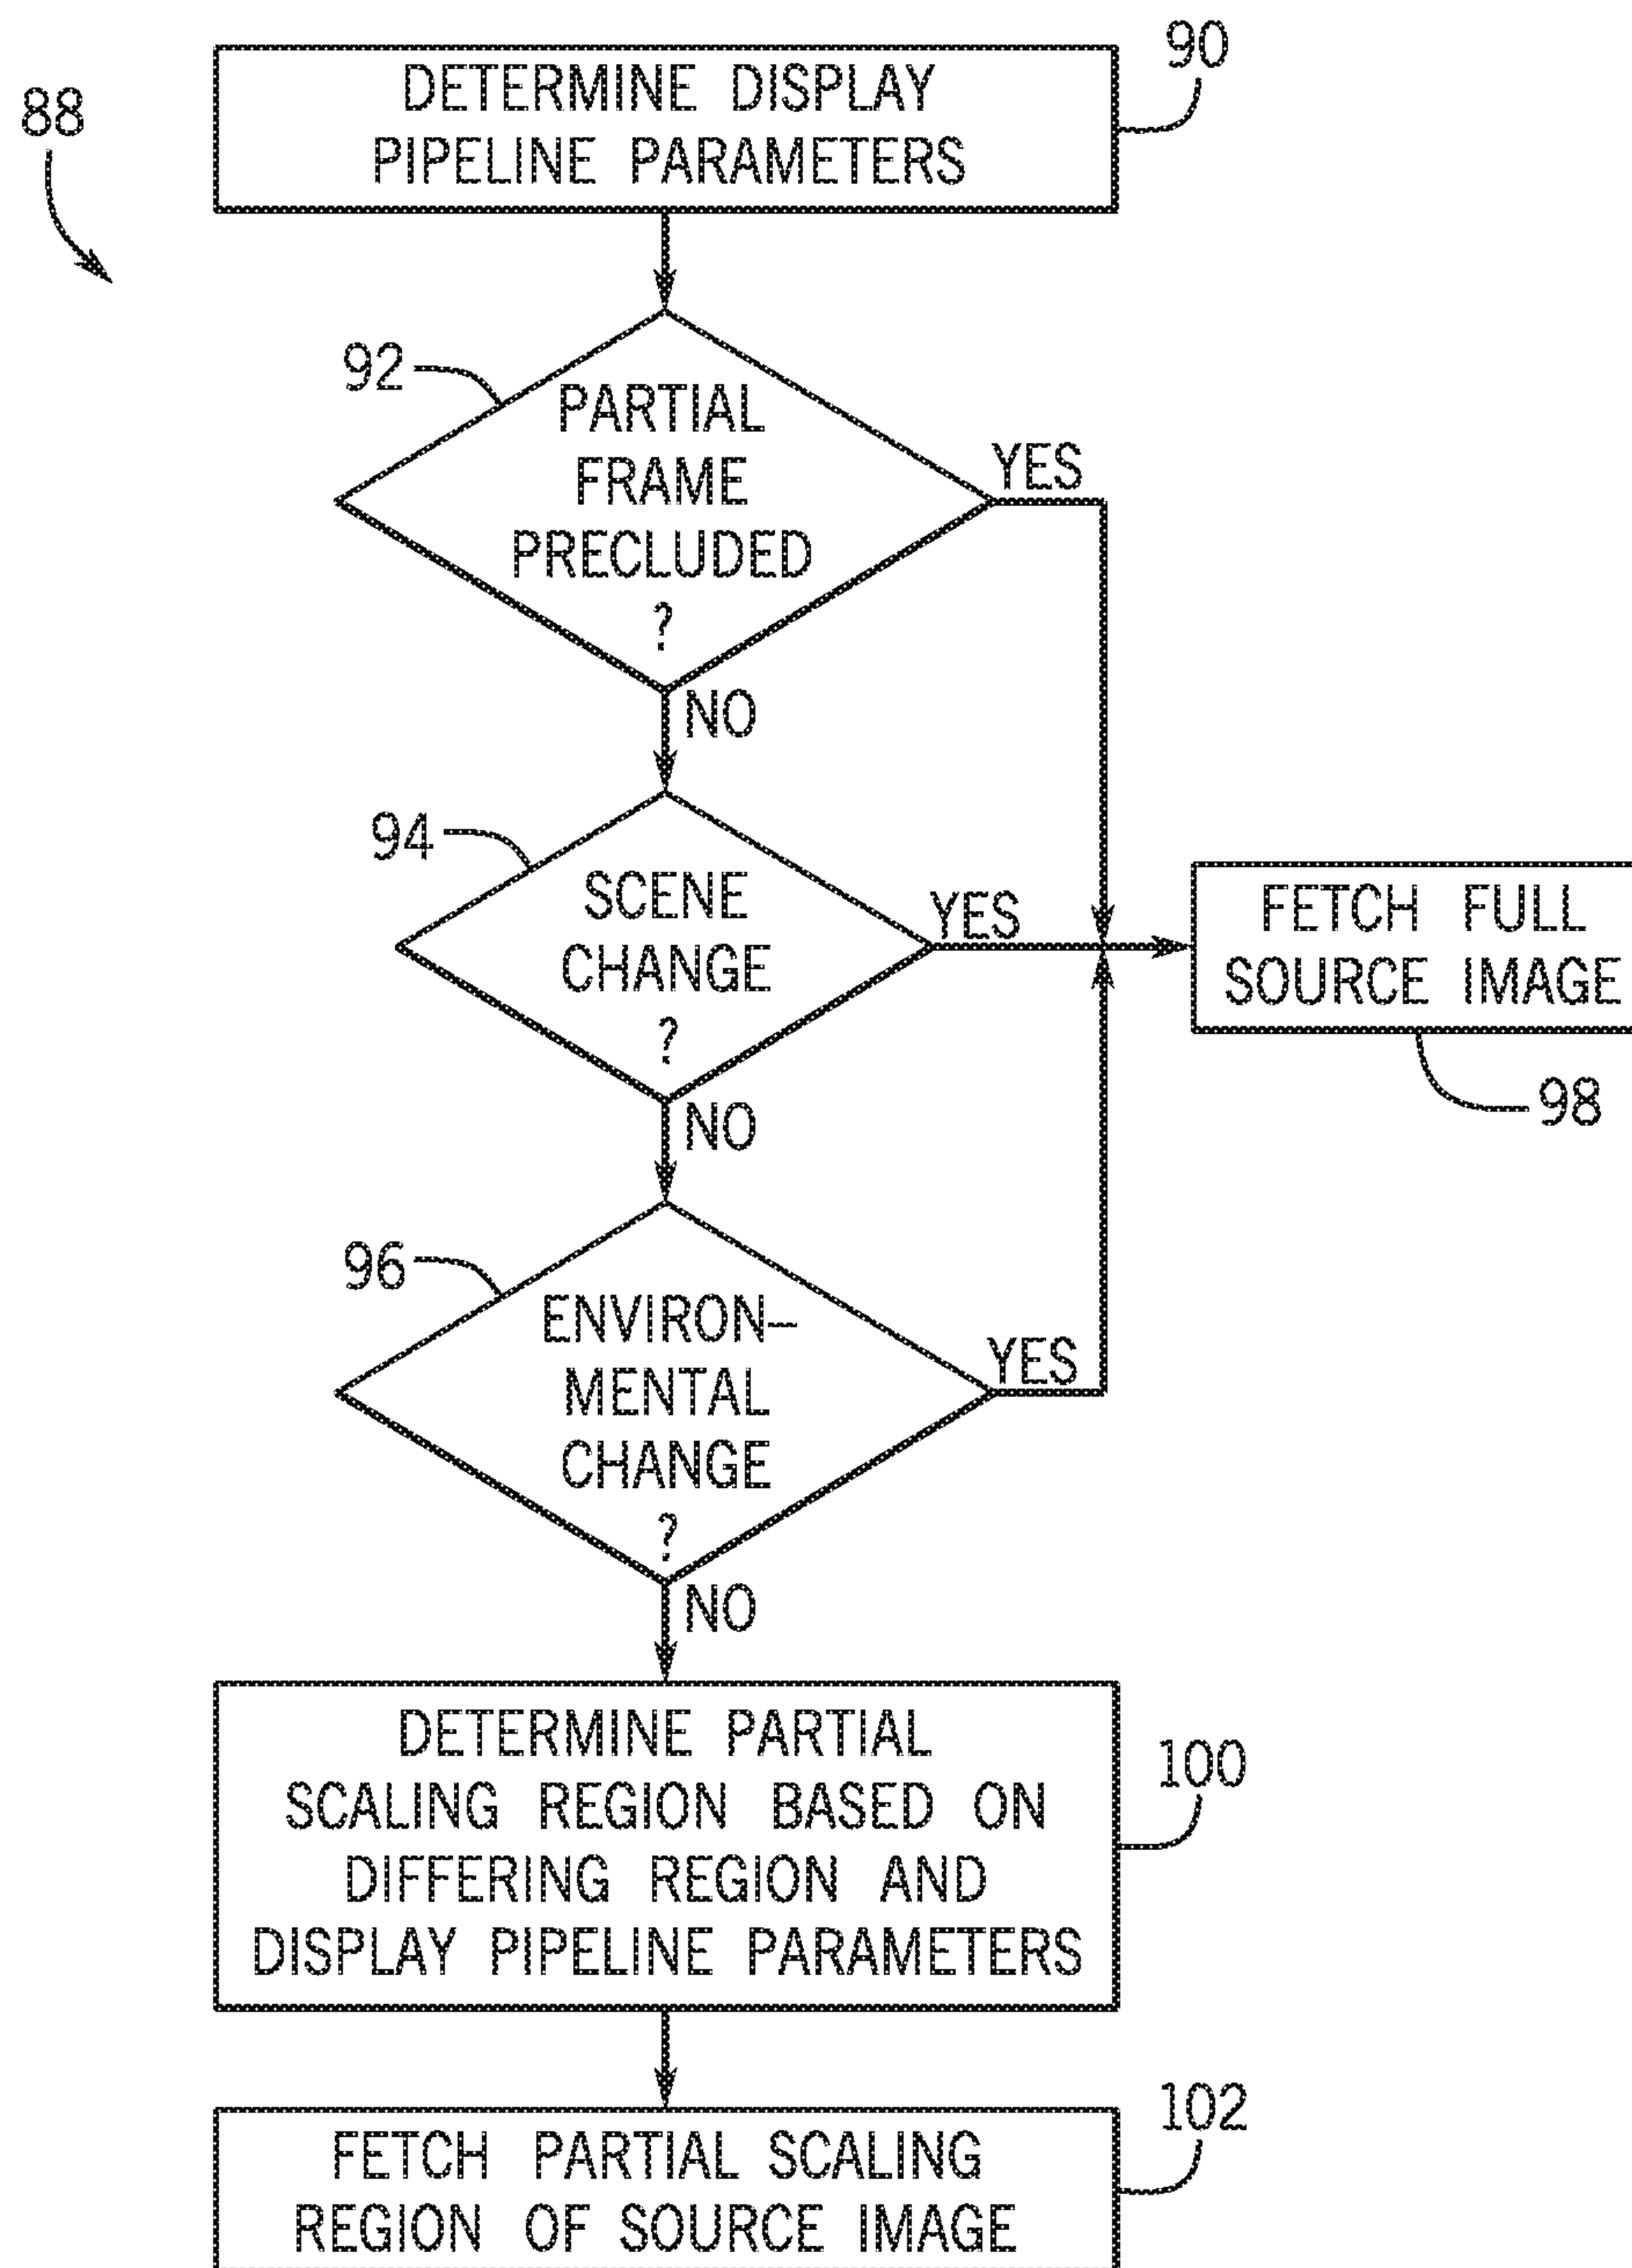 88
90
DETERMINE DISPLAY
PIPELINE PARAMETERS
92
PARTIAL
FRAME
PRECLUDED
?
YES
NO
94
SCENE
CHANGE
?
YES
NO
FETCH FULL
SOURCE IMAGE
98
96
ENVIRON–
MENTAL
CHANGE
?
YES
NO
DETERMINE PARTIAL
SCALING REGION BASED ON
DIFFERING REGION AND
DISPLAY PIPELINE PARAMETERS
100
FETCH PARTIAL SCALING
REGION OF SOURCE IMAGE
102